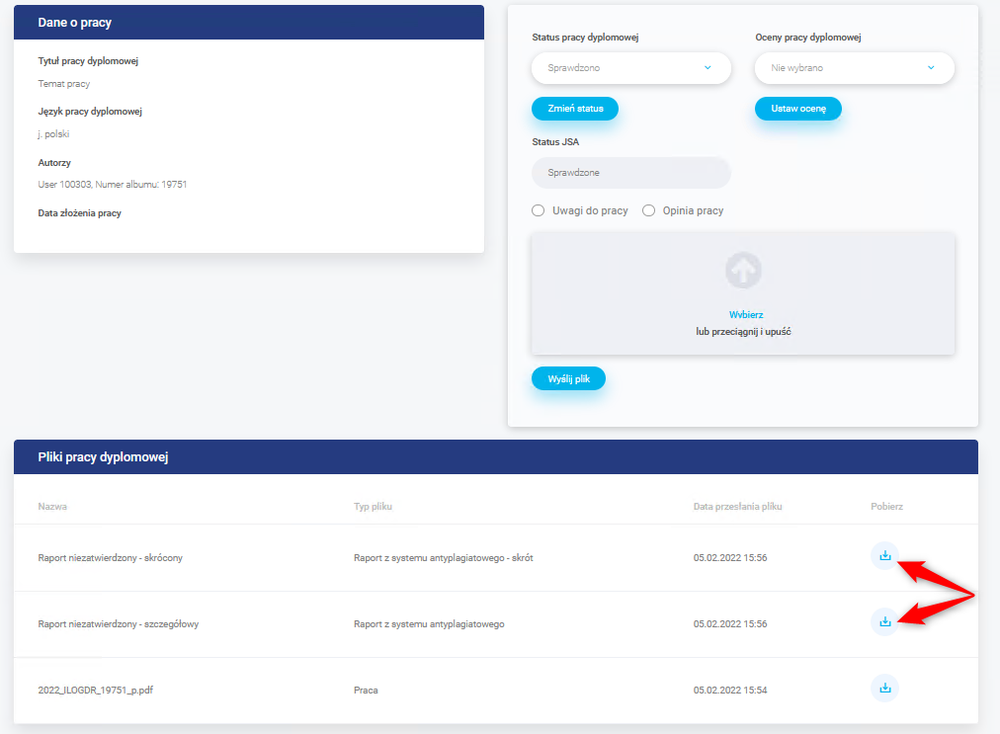 Dane o pracy
Tytuł pracy dyplomowej
Temat pracy
Język pracy dyplomowej
j. polski
Autorzy
User 100303, Numer albumu: 19751
Data złożenia pracy
Status pracy dyplomowej
Oceny pracy dyplomowej
Sprawdzono
Nie wybrano
Zmień status
Ustaw ocenę
Status JSA
Sprawdzone
Uwagi do pracy
Opinia pracy
Wybierz
lub przeciągnij i upuść
Wyślij plik
Pliki pracy dyplomowej
Nazwa Typ pliku Data przesłania pliku Pobierz
Raport niezatwierdzony - skrócony Raport z systemu antyplagiatowego - skrót 05.02.2022 15:56
Raport niezatwierdzony - szczegółowy Raport z systemu antyplagiatowego 05.02.2022 15:56
2022_ILOGDR_19751_p.pdf Praca 05.02.2022 15:54